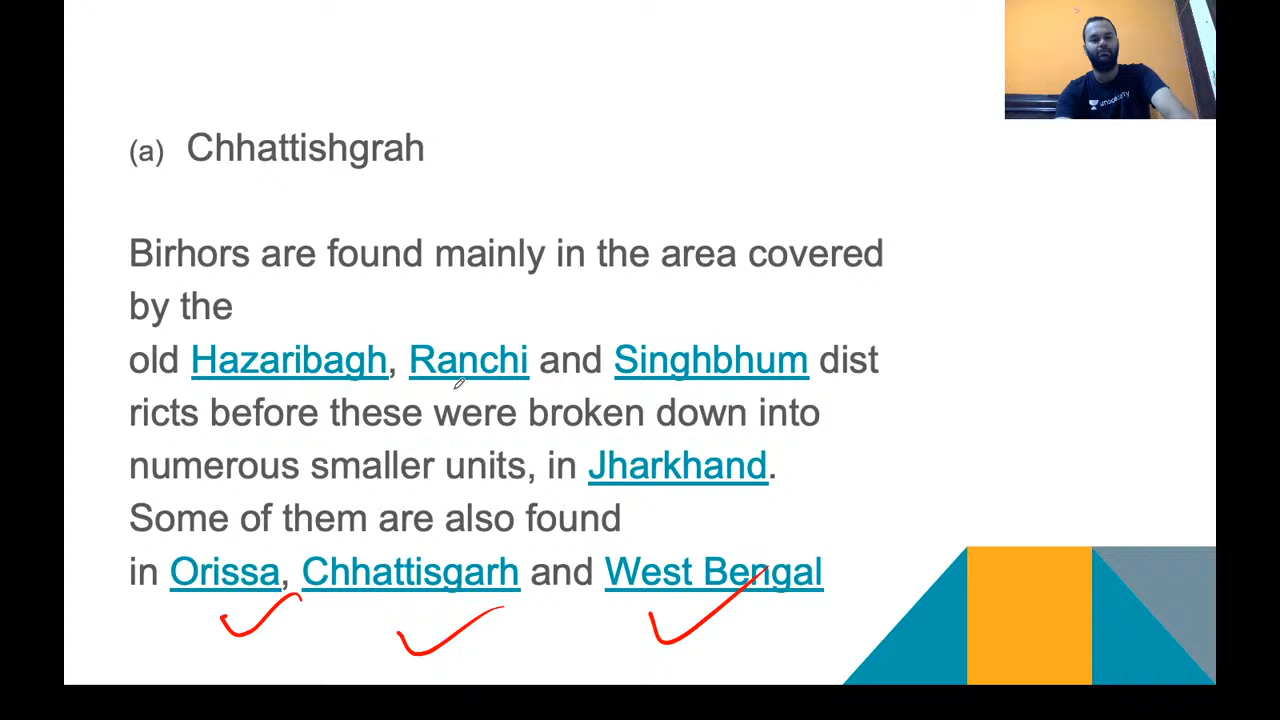 (a) Chhattishgrah
Birhors are found mainly in the area covered
by the
old Hazaribagh, Ranchi and Singhbhum dist
ricts before these were broken down into
numerous smaller units, in Jharkhand.
Some of them are also found
in Orissa, Chhattisgarh and West Bengal
unacademy